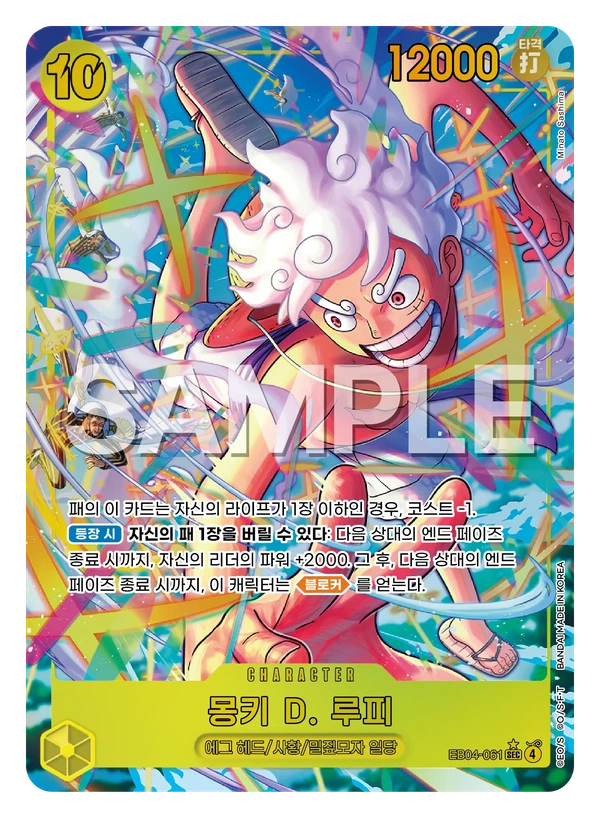 10
12000
타격
打
Minato Sashima
SAMPLE
패의 이 카드는 자신의 라이프가 1장 이하인 경우, 코스트 -1.
등장 시 자신의 패 1장을 버릴 수 있다: 다음 상대의 엔드 페이즈
종료 시까지, 자신의 리더의 파워 +2000. 그 후, 다음 상대의 엔드
페이즈 종료 시까지, 이 캐릭터는 블로커 를 얻는다.
CHARACTER
몽키 D. 루피
에그 헤드/사황/밀짚모자 일당
EB04-061 SEC 4
©EO/S ©O/S·F·T BANDAI MADE IN KOREA